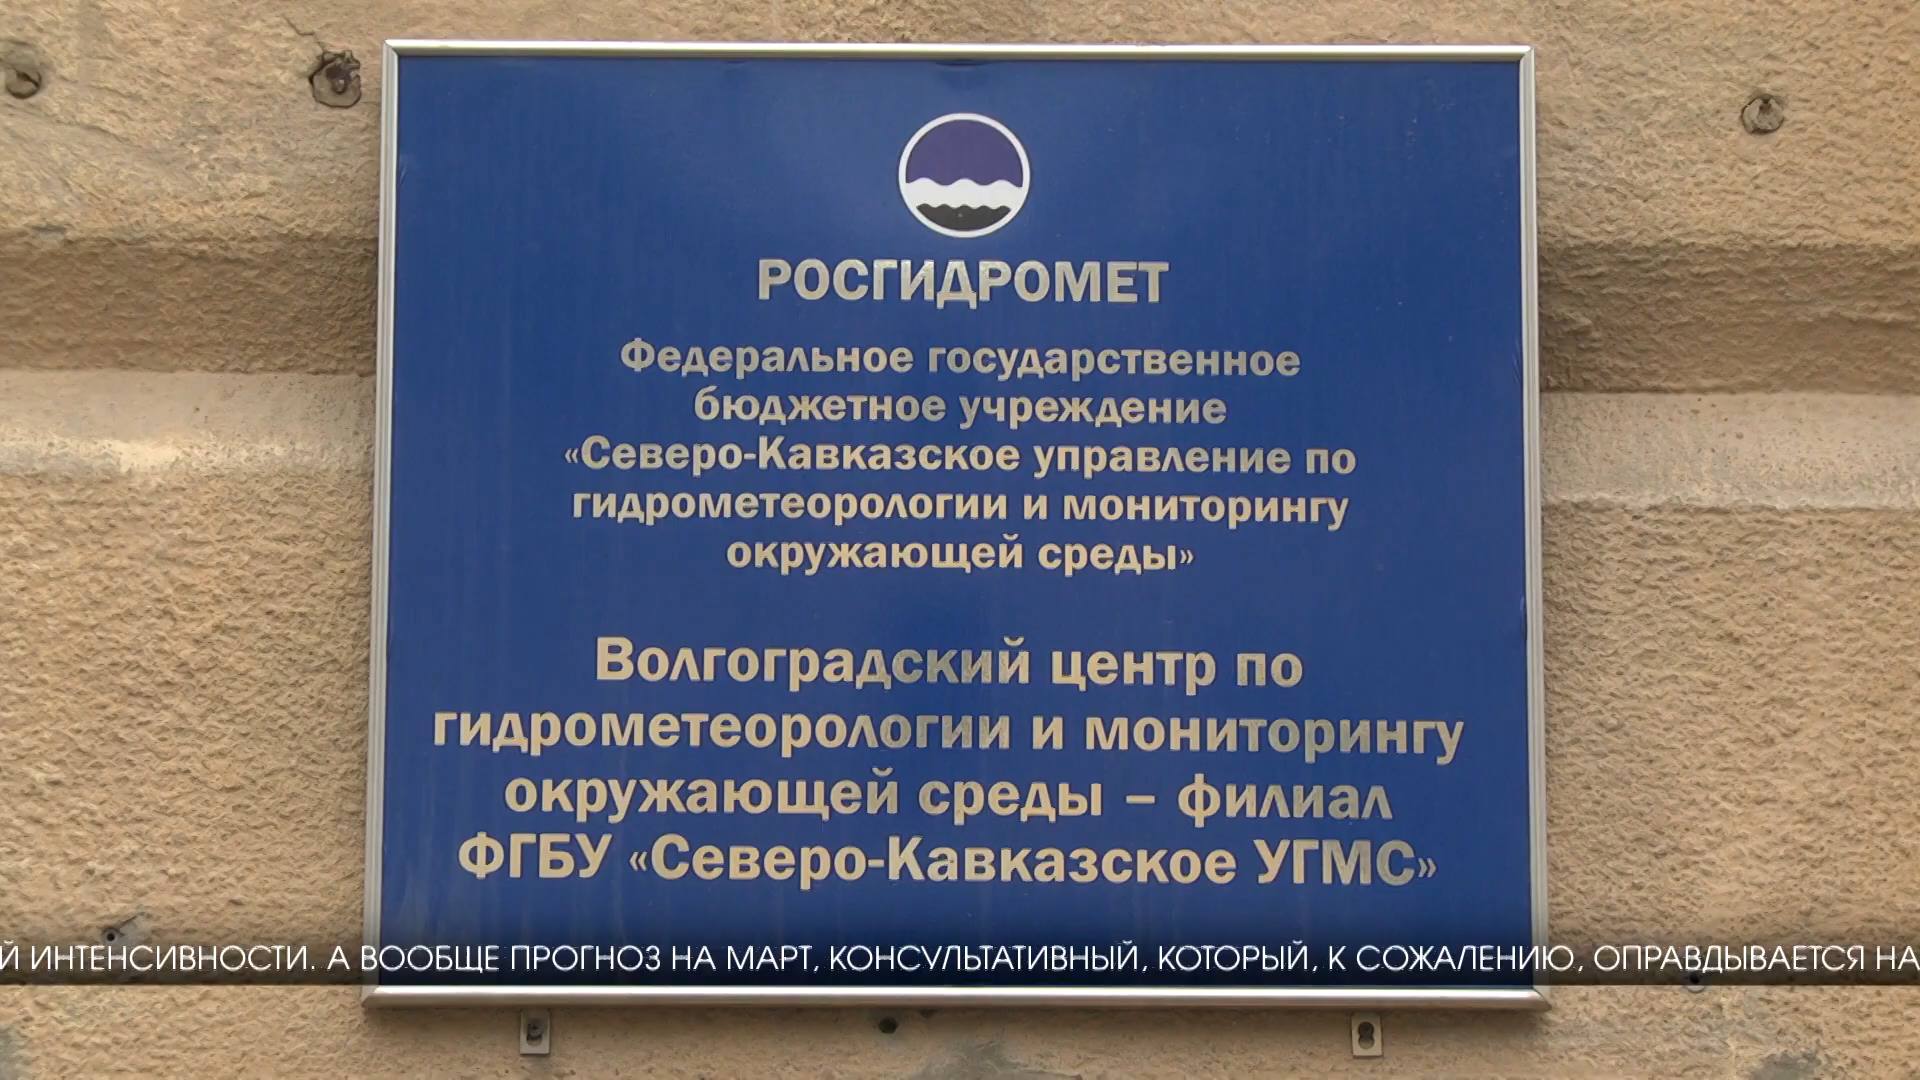 РОСГИДРОМЕТ
Федеральное государственное
бюджетное учреждение
«Северо-Кавказское управление по
гидрометеорологии и мониторингу
окружающей среды»
Волгоградский центр по
гидрометеорологии и мониторингу
окружающей среды – филиал
ФГБУ «Северо-Кавказское УГМС»
Й ИНТЕНСИВНОСТИ. А ВООБЩЕ ПРОГНОЗ НА МАРТ, КОНСУЛЬТАТИВНЫЙ, КОТОРЫЙ, К СОЖАЛЕНИЮ, ОПРАВДЫВАЕТСЯ НА